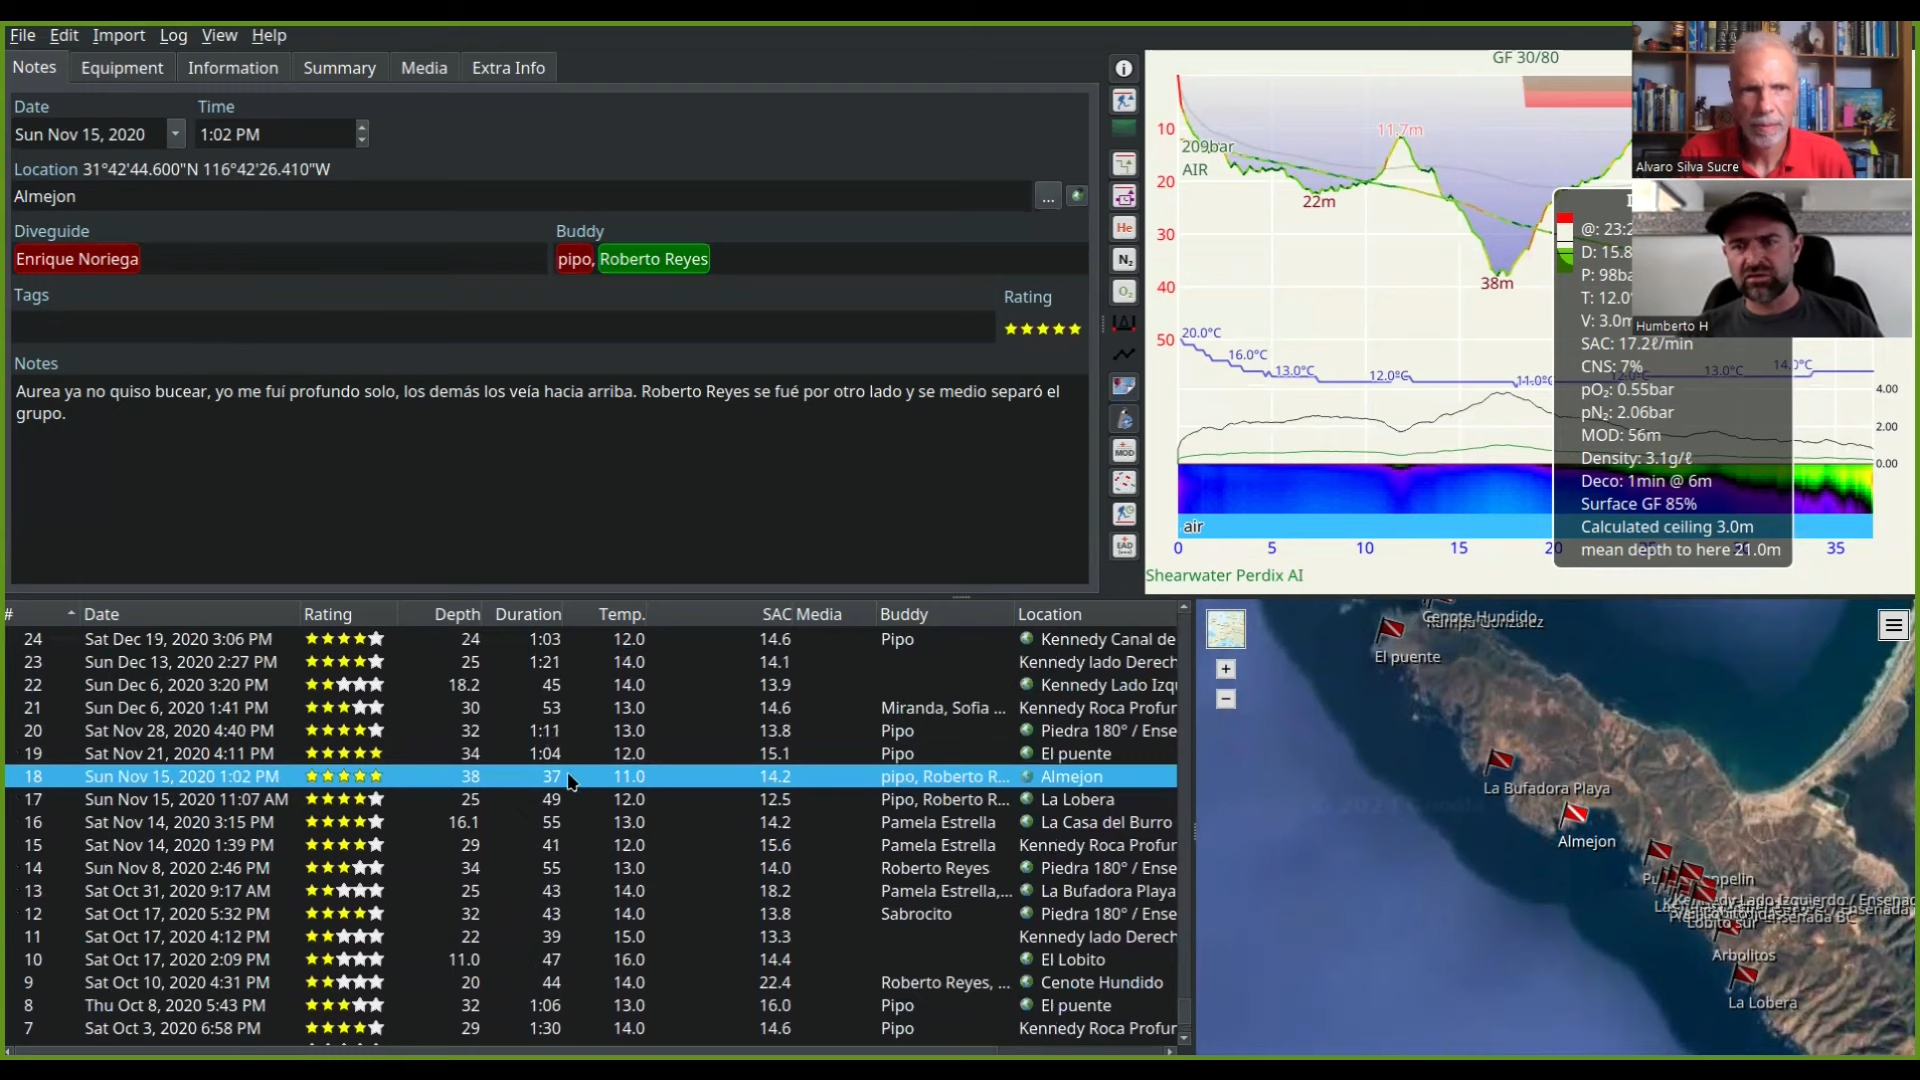 File Edit Import Log View Help
Notes Equipment Information Summary Media Extra Info
Date Time
Sun Nov 15, 2020 1:02 PM
Location 31°42'44.600"N 116°42'26.410"W
Almejon
...
Diveguide Buddy
Enrique Noriega pipo, Roberto Reyes
Tags
Rating
Notes
Aurea ya no quiso bucear, yo me fuí profundo solo, los demás los veía hacia arriba. Roberto Reyes se fué por otro lado y se medio separó el
grupo.
He
N₂
O₂
MOD
EAD
GF 30/80
10
20
30
40
50
209bar
AIR
11.7m
22m
38m
20.0°C
16.0°C
13.0°C
12.0°C
11.0°C
12.0°C
13.0°C
14.0°C
4.00
2.00
0.00
air
0 5 10 15 20 35
Shearwater Perdix AI
@: 23:2
D: 15.8
P: 98ba
T: 12.0
V: 3.0m
SAC: 17.2ℓ/min
CNS: 7%
pO₂: 0.55bar
pN₂: 2.06bar
MOD: 56m
Density: 3.1g/ℓ
Deco: 1min @ 6m
Surface GF 85%
Calculated ceiling 3.0m
mean depth to here 21.0m
Alvaro Silva Sucre
Humberto H
# Date Rating Depth Duration Temp. SAC Media Buddy Location
24 Sat Dec 19, 2020 3:06 PM 24 1:03 12.0 14.6 Pipo Kennedy Canal de
23 Sun Dec 13, 2020 2:27 PM 25 1:21 14.0 14.1 Kennedy lado Derech
22 Sun Dec 6, 2020 3:20 PM 18.2 45 14.0 13.9 Kennedy Lado Izqu
21 Sun Dec 6, 2020 1:41 PM 30 53 13.0 14.6 Miranda, Sofia ... Kennedy Roca Profur
20 Sat Nov 28, 2020 4:40 PM 32 1:11 13.0 13.8 Pipo Piedra 180° / Ense
19 Sat Nov 21, 2020 4:11 PM 34 1:04 12.0 15.1 Pipo El puente
18 Sun Nov 15, 2020 1:02 PM 38 37 11.0 14.2 pipo, Roberto R... Almejon
17 Sun Nov 15, 2020 11:07 AM 25 49 12.0 12.5 Pipo, Roberto R... La Lobera
16 Sat Nov 14, 2020 3:15 PM 16.1 55 13.0 14.2 Pamela Estrella La Casa del Burro
15 Sat Nov 14, 2020 1:39 PM 29 41 12.0 15.6 Pamela Estrella Kennedy Roca Profur
14 Sun Nov 8, 2020 2:46 PM 34 55 13.0 14.0 Roberto Reyes Piedra 180° / Ense
13 Sat Oct 31, 2020 9:17 AM 25 43 14.0 18.2 Pamela Estrella,... La Bufadora Playa
12 Sat Oct 17, 2020 5:32 PM 32 43 14.0 13.8 Sabrocito Piedra 180° / Ense
11 Sat Oct 17, 2020 4:12 PM 22 39 15.0 13.3 Kennedy lado Derech
10 Sat Oct 17, 2020 2:09 PM 11.0 47 16.0 14.4 El Lobito
9 Sat Oct 10, 2020 4:31 PM 20 44 14.0 22.4 Roberto Reyes, ... Cenote Hundido
8 Thu Oct 8, 2020 5:43 PM 32 1:06 13.0 16.0 Pipo El puente
7 Sat Oct 3, 2020 6:58 PM 29 1:30 14.0 14.6 Pipo Kennedy Roca Profur
Cenote Hundido
El puente
La Bufadora Playa
Almejon
Lobito sur
Arbolitos
La Lobera